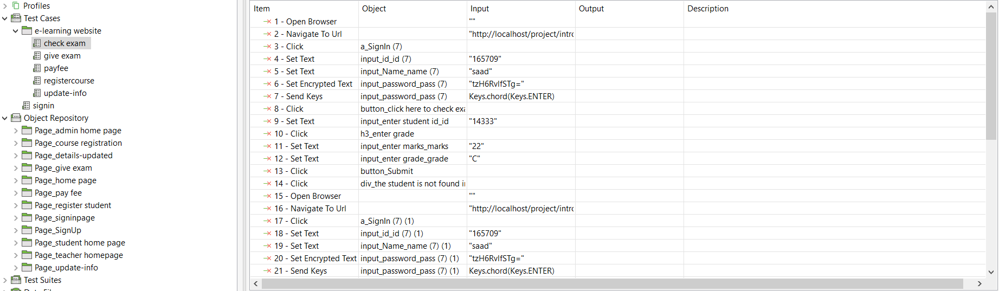 Profiles
Test Cases
e-learning website
check exam
give exam
payfee
registercourse
update-info
signin
Object Repository
Page_admin home page
Page_course registration
Page_details-updated
Page_give exam
Page_home page
Page_pay fee
Page_register student
Page_signinpage
Page_SignUp
Page_student home page
Page_teacher homepage
Page_update-info
Test Suites
Item Object Input Output Description
1 - Open Browser ""
2 - Navigate To Url "http://localhost/project/intro
3 - Click a_SignIn (7)
4 - Set Text input_id_id (7) "165709"
5 - Set Text input_Name_name (7) "saad"
6 - Set Encrypted Text input_password_pass (7) "tzH6RvlfSTg="
7 - Send Keys input_password_pass (7) Keys.chord(Keys.ENTER)
8 - Click button_click here to check exa
9 - Set Text input_enter student id_id "14333"
10 - Click h3_enter grade
11 - Set Text input_enter marks_marks "22"
12 - Set Text input_enter grade_grade "C"
13 - Click button_Submit
14 - Click div_the student is not found i
15 - Open Browser ""
16 - Navigate To Url "http://localhost/project/intro
17 - Click a_SignIn (7) (1)
18 - Set Text input_id_id (7) (1) "165709"
19 - Set Text input_Name_name (7) (1) "saad"
20 - Set Encrypted Text input_password_pass (7) (1) "tzH6RvlfSTg="
21 - Send Keys input_password_pass (7) (1) Keys.chord(Keys.ENTER)